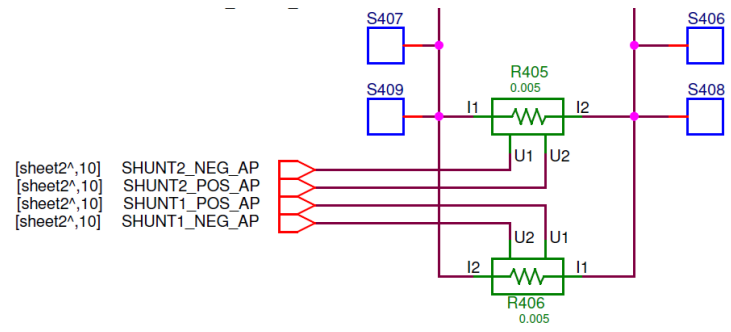 S407
S406
R405
0.005
S409
S408
I1
I2
U1
U2
[sheet2^,10] SHUNT2_NEG_AP
[sheet2^,10] SHUNT2_POS_AP
[sheet2^,10] SHUNT1_POS_AP
[sheet2^,10] SHUNT1_NEG_AP
U2
U1
I2
I1
R406
0.005